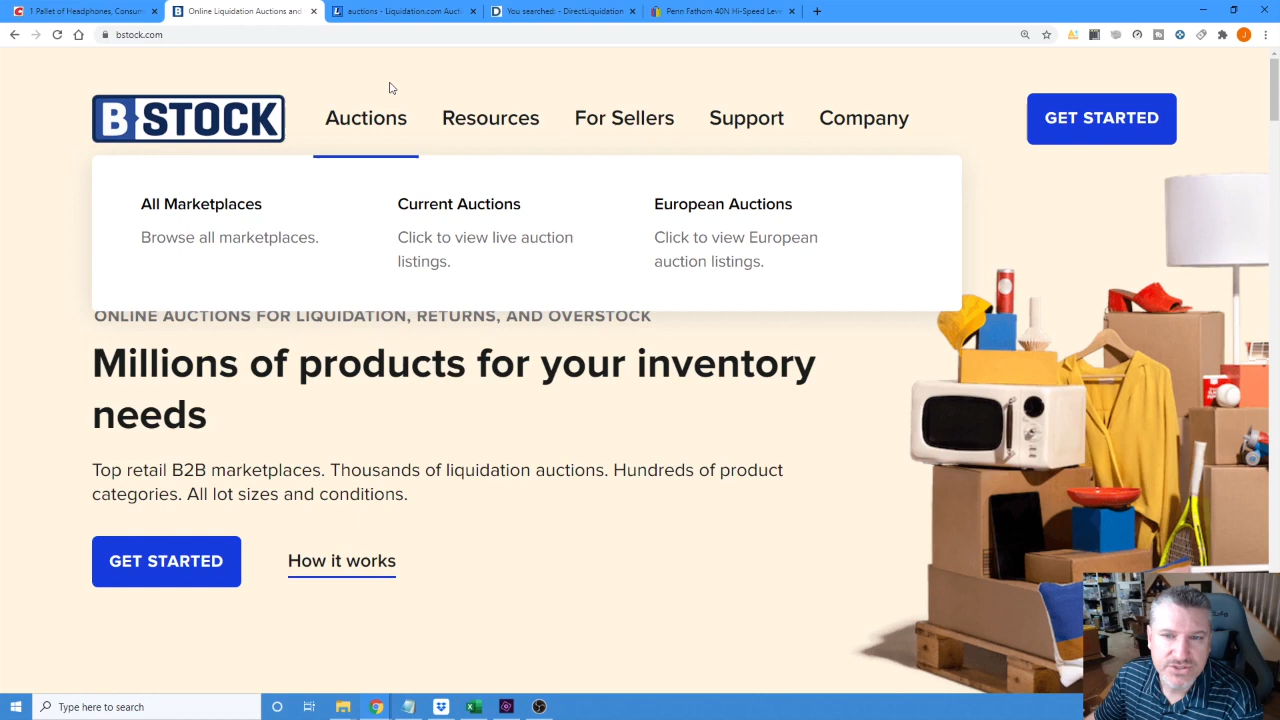 1 Pallet of Headphones, Consum
Online Liquidation Auctions and
auctions - Liquidation.com Aucti
You searched: - DirectLiquidation
Penn Fathom 40N Hi-Speed Leve
bstock.com
B-STOCK
Auctions
Resources
For Sellers
Support
Company
GET STARTED
All Marketplaces
Browse all marketplaces.
Current Auctions
Click to view live auction
listings.
European Auctions
Click to view European
auction listings.
ONLINE AUCTIONS FOR LIQUIDATION, RETURNS, AND OVERSTOCK
Millions of products for your inventory
needs
Top retail B2B marketplaces. Thousands of liquidation auctions. Hundreds of product
categories. All lot sizes and conditions.
GET STARTED
How it works
Type here to search